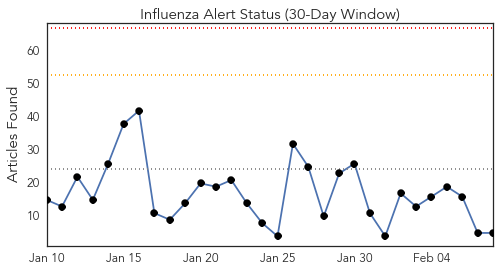 Influenza Alert Status (30-Day Window)
Articles Found
60
50
40
30
20
10
Jan 10 Jan 15 Jan 20 Jan 25 Jan 30 Feb 04